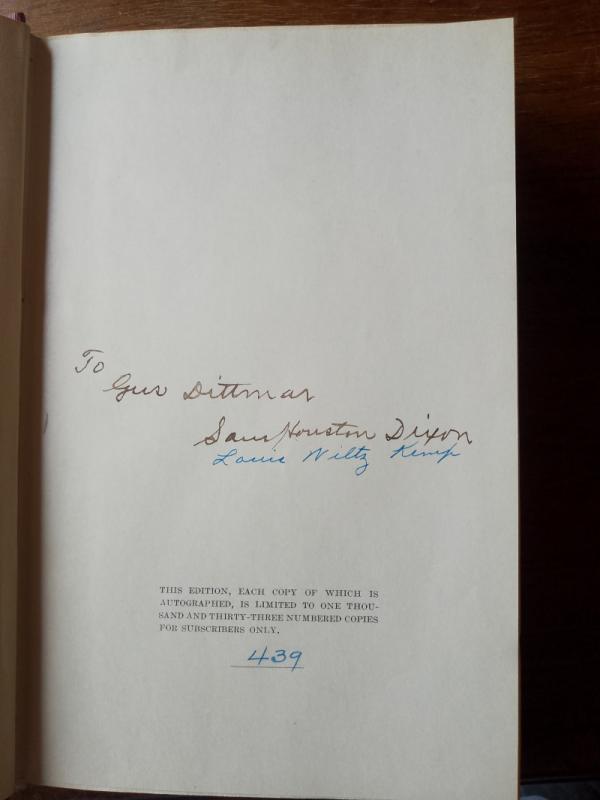 To
Gus Dittmar
Sam Houston Dixon
Louis Wiltz Kemp
THIS EDITION, EACH COPY OF WHICH IS
AUTOGRAPHED, IS LIMITED TO ONE THOU-
SAND AND THIRTY-THREE NUMBERED COPIES
FOR SUBSCRIBERS ONLY.
439